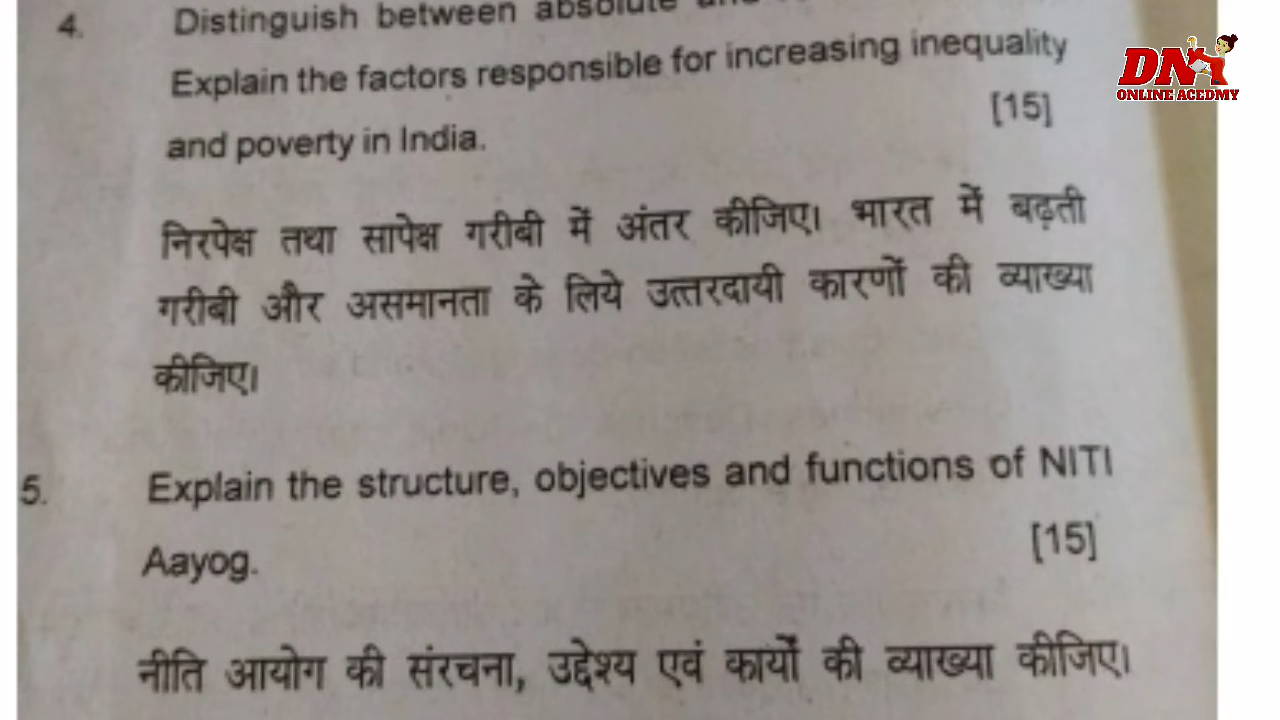 4. Distinguish between absolute and
Explain the factors responsible for increasing inequality
and poverty in India. [15]
निरपेक्ष तथा सापेक्ष गरीबी में अंतर कीजिए। भारत में बढ़ती
गरीबी और असमानता के लिये उत्तरदायी कारणों की व्याख्या
कीजिए।
5. Explain the structure, objectives and functions of NITI
Aayog. [15]
नीति आयोग की संरचना, उद्देश्य एवं कार्यों की व्याख्या कीजिए।
DN
ONLINE ACEDMY